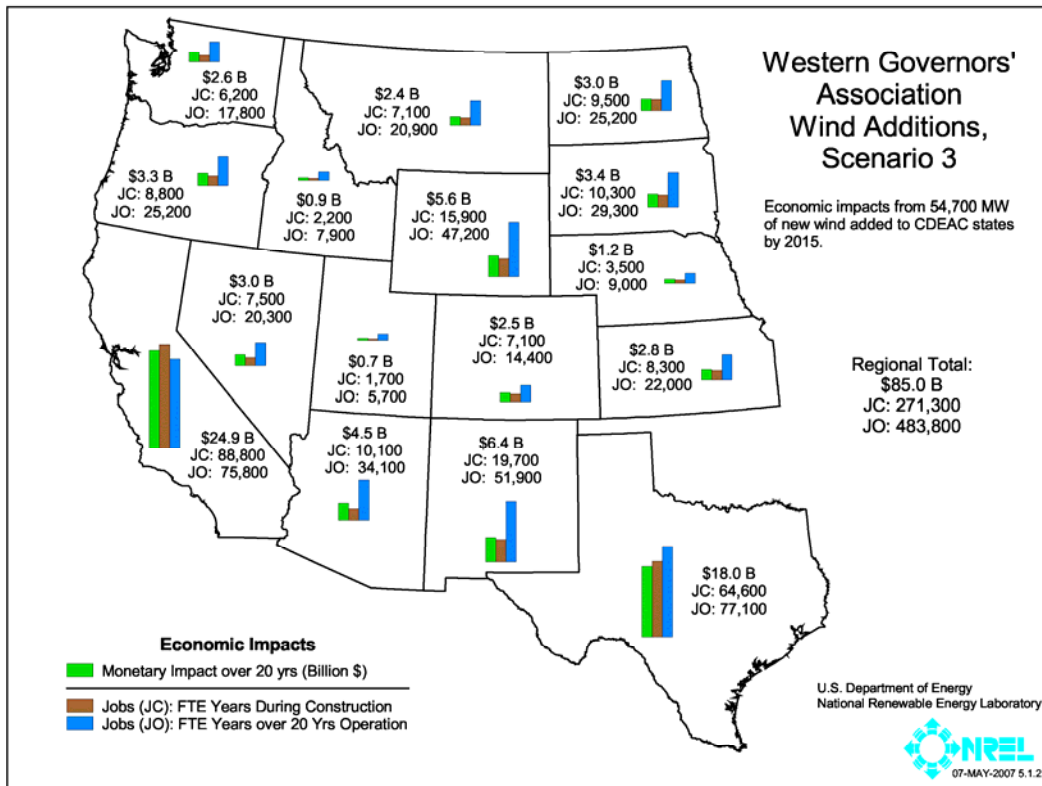 Western Governors'
Association
Wind Additions,
Scenario 3
Economic impacts from 54,700 MW
of new wind added to CDEAC states
by 2015.
$2.6 B
JC: 6,200
JO: 17,800
$2.4 B
JC: 7,100
JO: 20,900
$3.0 B
JC: 9,500
JO: 25,200
$3.3 B
JC: 8,800
JO: 25,200
$0.9 B
JC: 2,200
JO: 7,900
$5.6 B
JC: 15,900
JO: 47,200
$3.4 B
JC: 10,300
JO: 29,300
$1.2 B
JC: 3,500
JO: 9,000
$3.0 B
JC: 7,500
JO: 20,300
$0.7 B
JC: 1,700
JO: 5,700
$2.5 B
JC: 7,100
JO: 14,400
$2.8 B
JC: 8,300
JO: 22,000
Regional Total:
$85.0 B
JC: 271,300
JO: 483,800
$24.9 B
JC: 88,800
JO: 75,800
$4.5 B
JC: 10,100
JO: 34,100
$6.4 B
JC: 19,700
JO: 51,900
$18.0 B
JC: 64,600
JO: 77,100
Economic Impacts
Monetary Impact over 20 yrs (Billion $)
Jobs (JC): FTE Years During Construction
Jobs (JO): FTE Years over 20 Yrs Operation
U.S. Department of Energy
National Renewable Energy Laboratory
NREL
07-MAY-2007 5.1.2